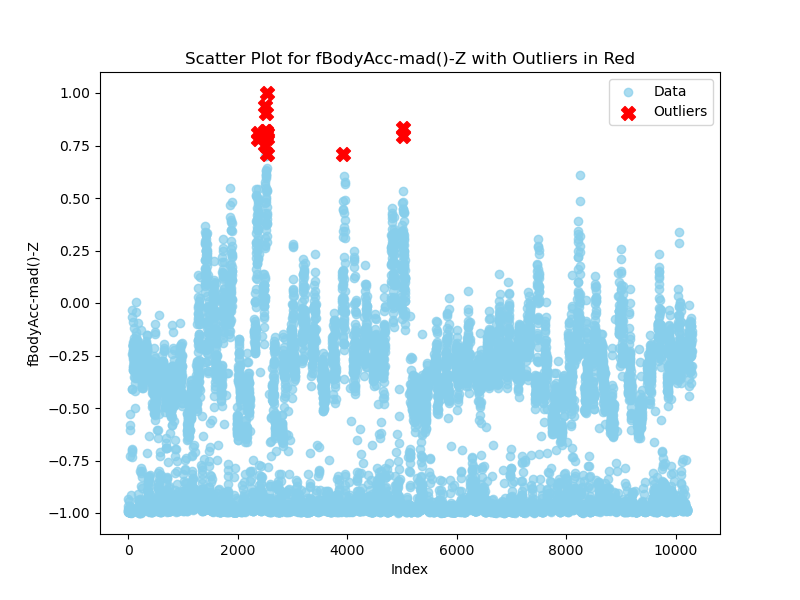 Scatter Plot for fBodyAcc-mad()-Z with Outliers in Red
Data
Outliers
fBodyAcc-mad()-Z
1.00
0.75
0.50
0.25
0.00
−0.25
−0.50
−0.75
−1.00
0 2000 4000 6000 8000 10000
Index